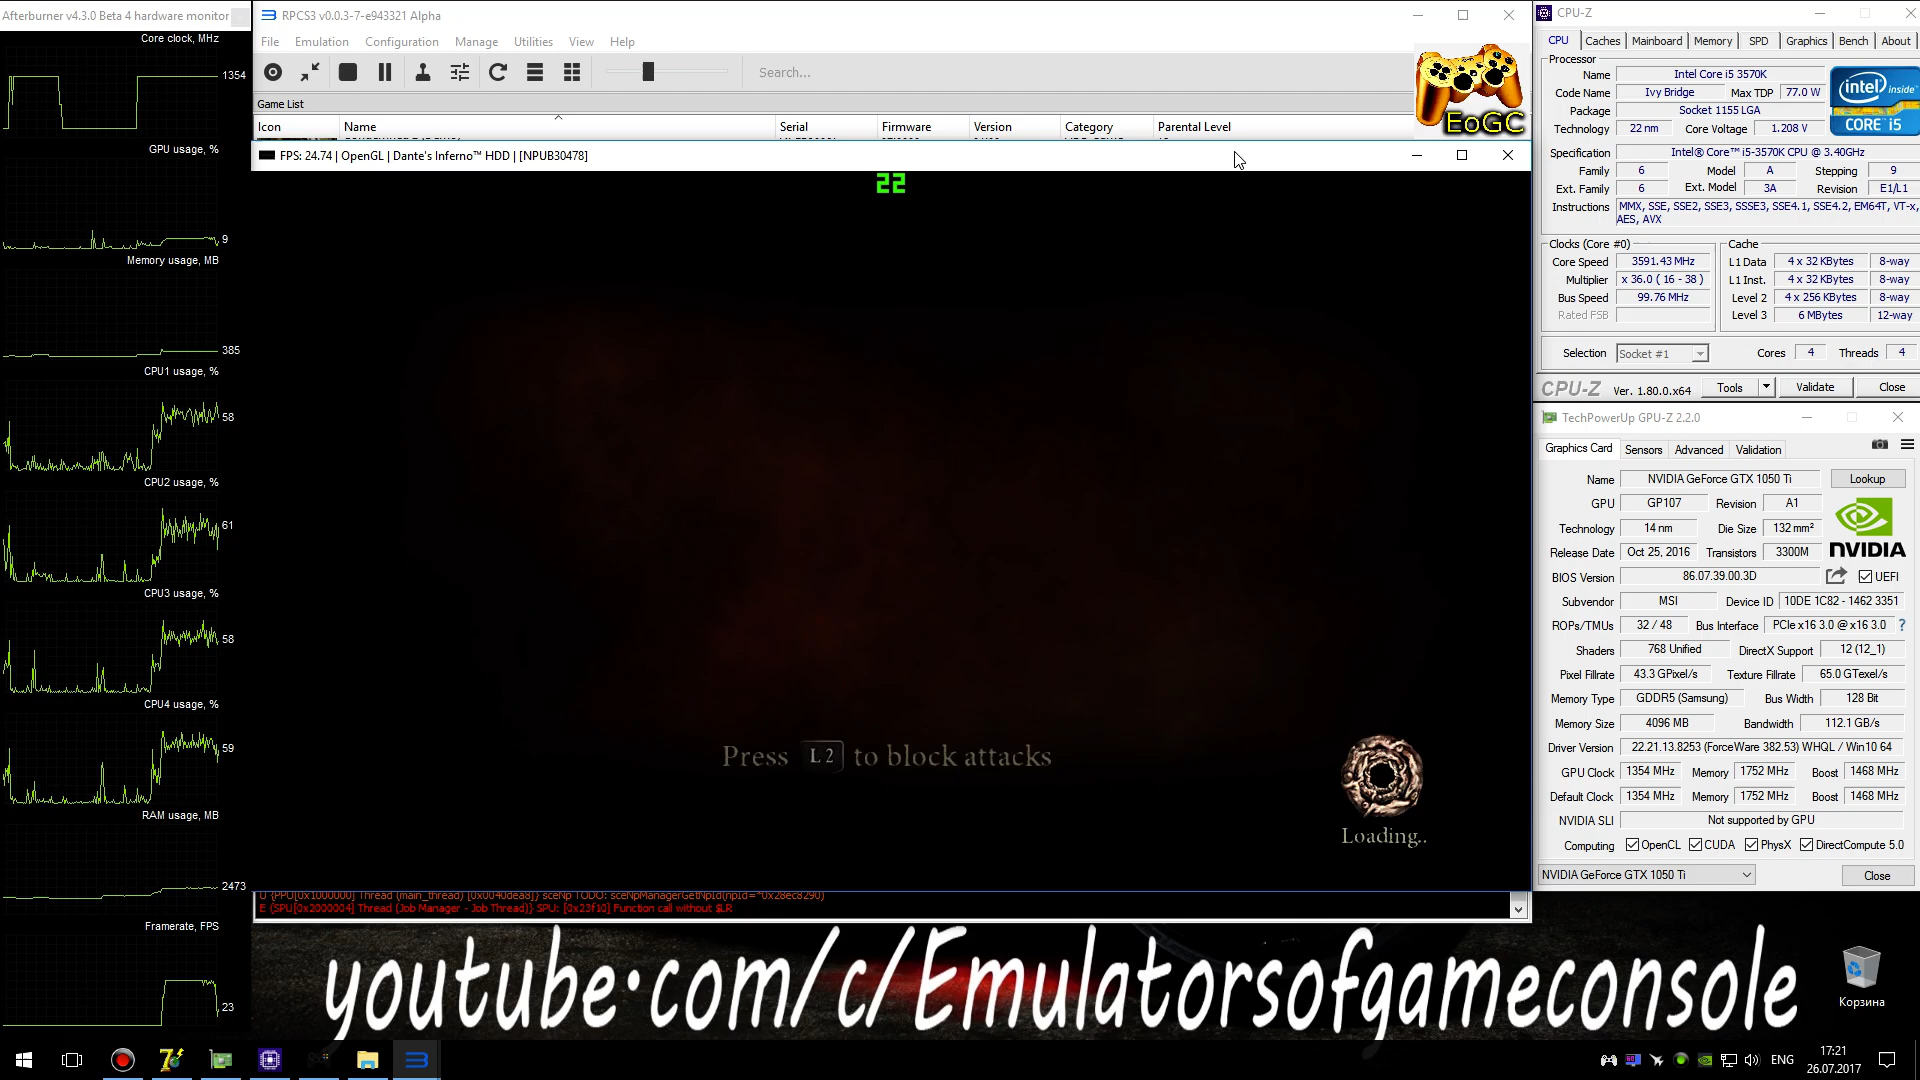 Afterburner v4.3.0 Beta 4 hardware monitor
Core clock, MHz
1354
GPU usage, %
9
Memory usage, MB
385
CPU1 usage, %
58
CPU2 usage, %
61
CPU3 usage, %
58
CPU4 usage, %
59
RAM usage, MB
2473
Framerate, FPS
23
RPCS3 v0.0.3-7-e943321 Alpha
File Emulation Configuration Manage Utilities View Help
Search...
EoGC
Game List
Icon Name Serial Firmware Version Category Parental Level
FPS: 24.74 | OpenGL | Dante's Inferno™ HDD | [NPUB30478]
22
Press L2 to block attacks
Loading..
U {PPU[0x1000000] Thread (main_thread) [0x0040dea8]} sceNp TODO: sceNpManagerGetNpId(npId=*0x28ec8290)
E {SPU[0x2000004] Thread (Job Manager - Job Thread)} SPU: [0x23f10] Function call without $LR
youtube.com/c/Emulatorsofgameconsole
CPU-Z
CPU Caches Mainboard Memory SPD Graphics Bench About
Processor
Name Intel Core i5 3570K
Code Name Ivy Bridge Max TDP 77.0 W
Package Socket 1155 LGA
Technology 22 nm Core Voltage 1.208 V
intel inside™
CORE i5
Specification Intel® Core™ i5-3570K CPU @ 3.40GHz
Family 6 Model A Stepping 9
Ext. Family 6 Ext. Model 3A Revision E1/L1
Instructions MMX, SSE, SSE2, SSE3, SSSE3, SSE4.1, SSE4.2, EM64T, VT-x,
AES, AVX
Clocks (Core #0) Cache
Core Speed 3591.43 MHz L1 Data 4 x 32 KBytes 8-way
Multiplier x 36.0 ( 16 - 38 ) L1 Inst. 4 x 32 KBytes 8-way
Bus Speed 99.76 MHz Level 2 4 x 256 KBytes 8-way
Rated FSB Level 3 6 MBytes 12-way
Selection Socket #1 Cores 4 Threads 4
CPU-Z Ver. 1.80.0.x64 Tools Validate Close
TechPowerUp GPU-Z 2.2.0
Graphics Card Sensors Advanced Validation
Name NVIDIA GeForce GTX 1050 Ti Lookup
GPU GP107 Revision A1
Technology 14 nm Die Size 132 mm²
Release Date Oct 25, 2016 Transistors 3300M
NVIDIA
BIOS Version 86.07.39.00.3D UEFI
Subvendor MSI Device ID 10DE 1C82 - 1462 3351
ROPs/TMUs 32 / 48 Bus Interface PCIe x16 3.0 @ x16 3.0 ?
Shaders 768 Unified DirectX Support 12 (12_1)
Pixel Fillrate 43.3 GPixel/s Texture Fillrate 65.0 GTexel/s
Memory Type GDDR5 (Samsung) Bus Width 128 Bit
Memory Size 4096 MB Bandwidth 112.1 GB/s
Driver Version 22.21.13.8253 (ForceWare 382.53) WHQL / Win10 64
GPU Clock 1354 MHz Memory 1752 MHz Boost 1468 MHz
Default Clock 1354 MHz Memory 1752 MHz Boost 1468 MHz
NVIDIA SLI Not supported by GPU
Computing OpenCL CUDA PhysX DirectCompute 5.0
NVIDIA GeForce GTX 1050 Ti Close
Корзина
ENG
17:21
26.07.2017